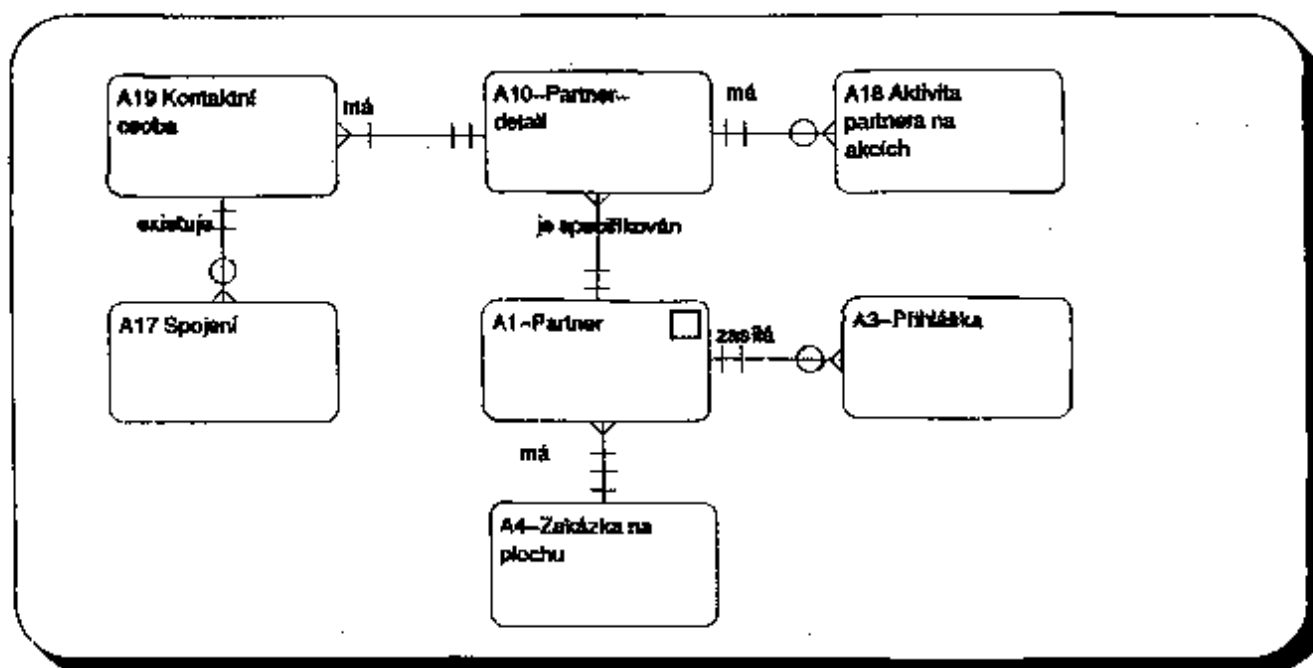 A19 Kontaktní
osoba
má
A10--Partner--
detail
má
A18 Aktivita
partnera na
akcích
existuje
je specifikován
A17 Spojení
A1--Partner
zasílá
A3--Přihláška
má
A4--Zakázka na
plochu